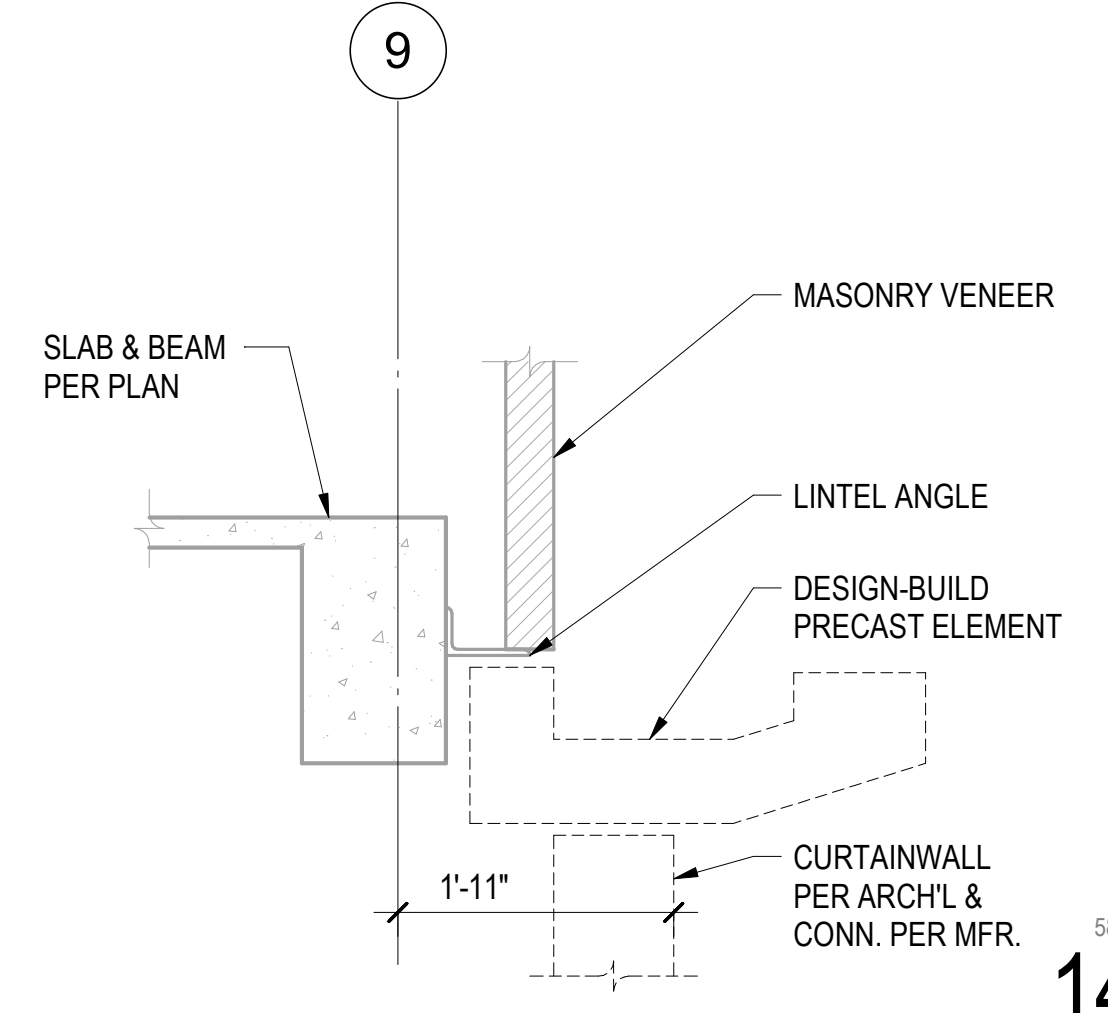 9
MASONRY VENEER
SLAB & BEAM
PER PLAN
LINTEL ANGLE
DESIGN-BUILD
PRECAST ELEMENT
CURTAINWALL
PER ARCH'L &
CONN. PER MFR.
1'-11"